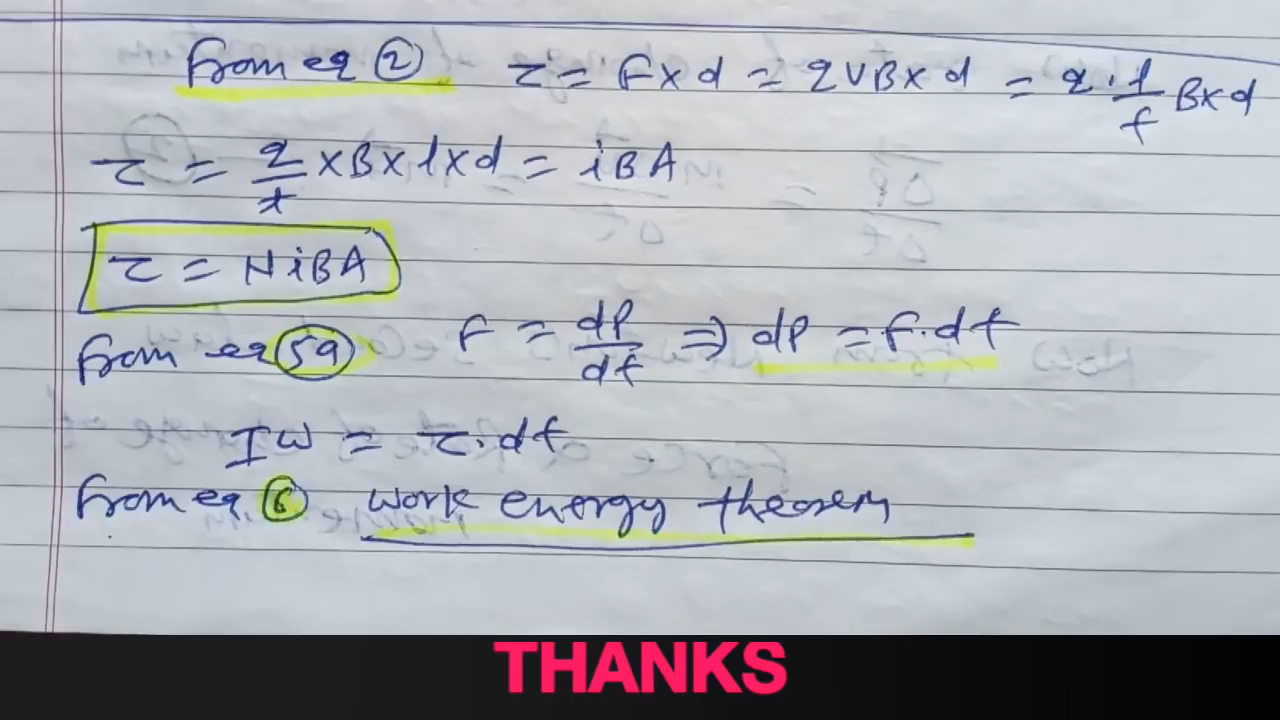 from eq ② τ = F x d = qVB x d = q · l/t B x d
τ = q/t x B x l x d = iBA
τ = NiBA
from eq (5a) F = dP/dt ⇒ dP = F.dt
Iω = τ.dt
from eq ⑥ work energy theorem
THANKS